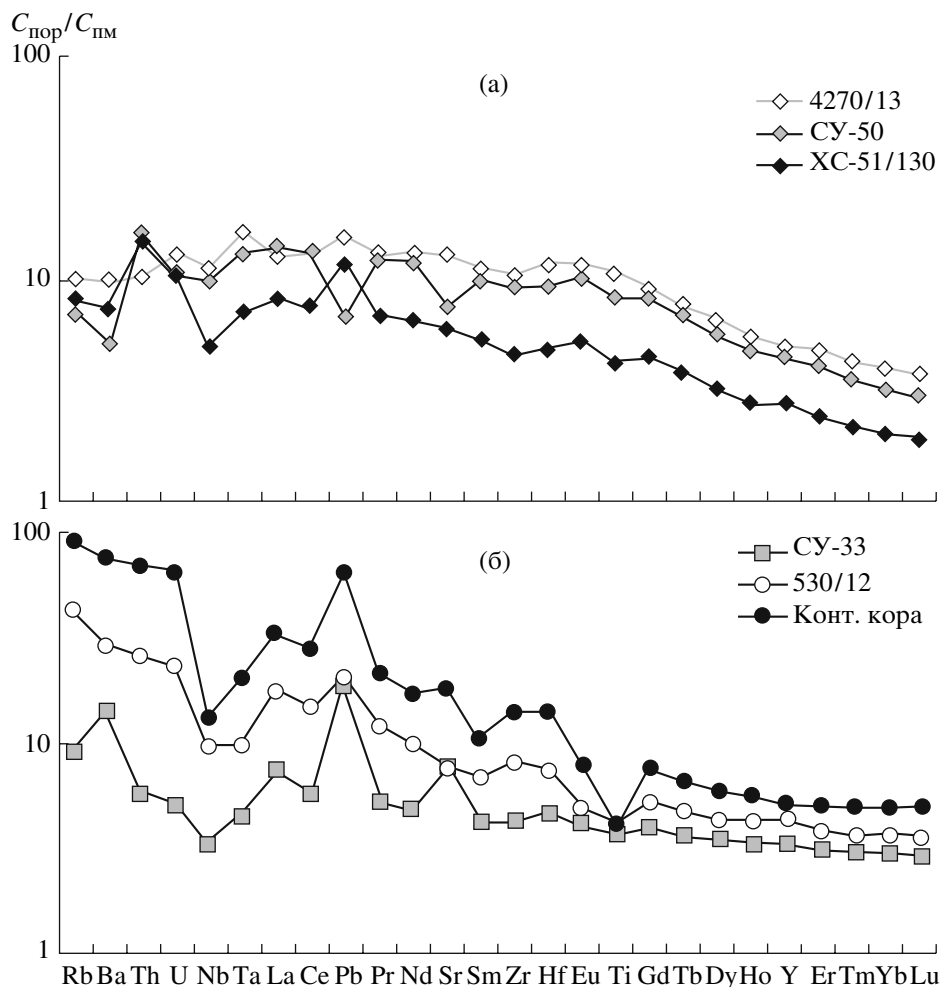 Cпор/Cпм
100
(а)
4270/13
СУ-50
ХС-51/130
10
1
100
(б)
СУ-33
530/12
Конт. кора
10
1
Rb Ba Th U Nb Ta La Ce Pb Pr Nd Sr Sm Zr Hf Eu Ti Gd Tb Dy Ho Y Er Tm Yb Lu